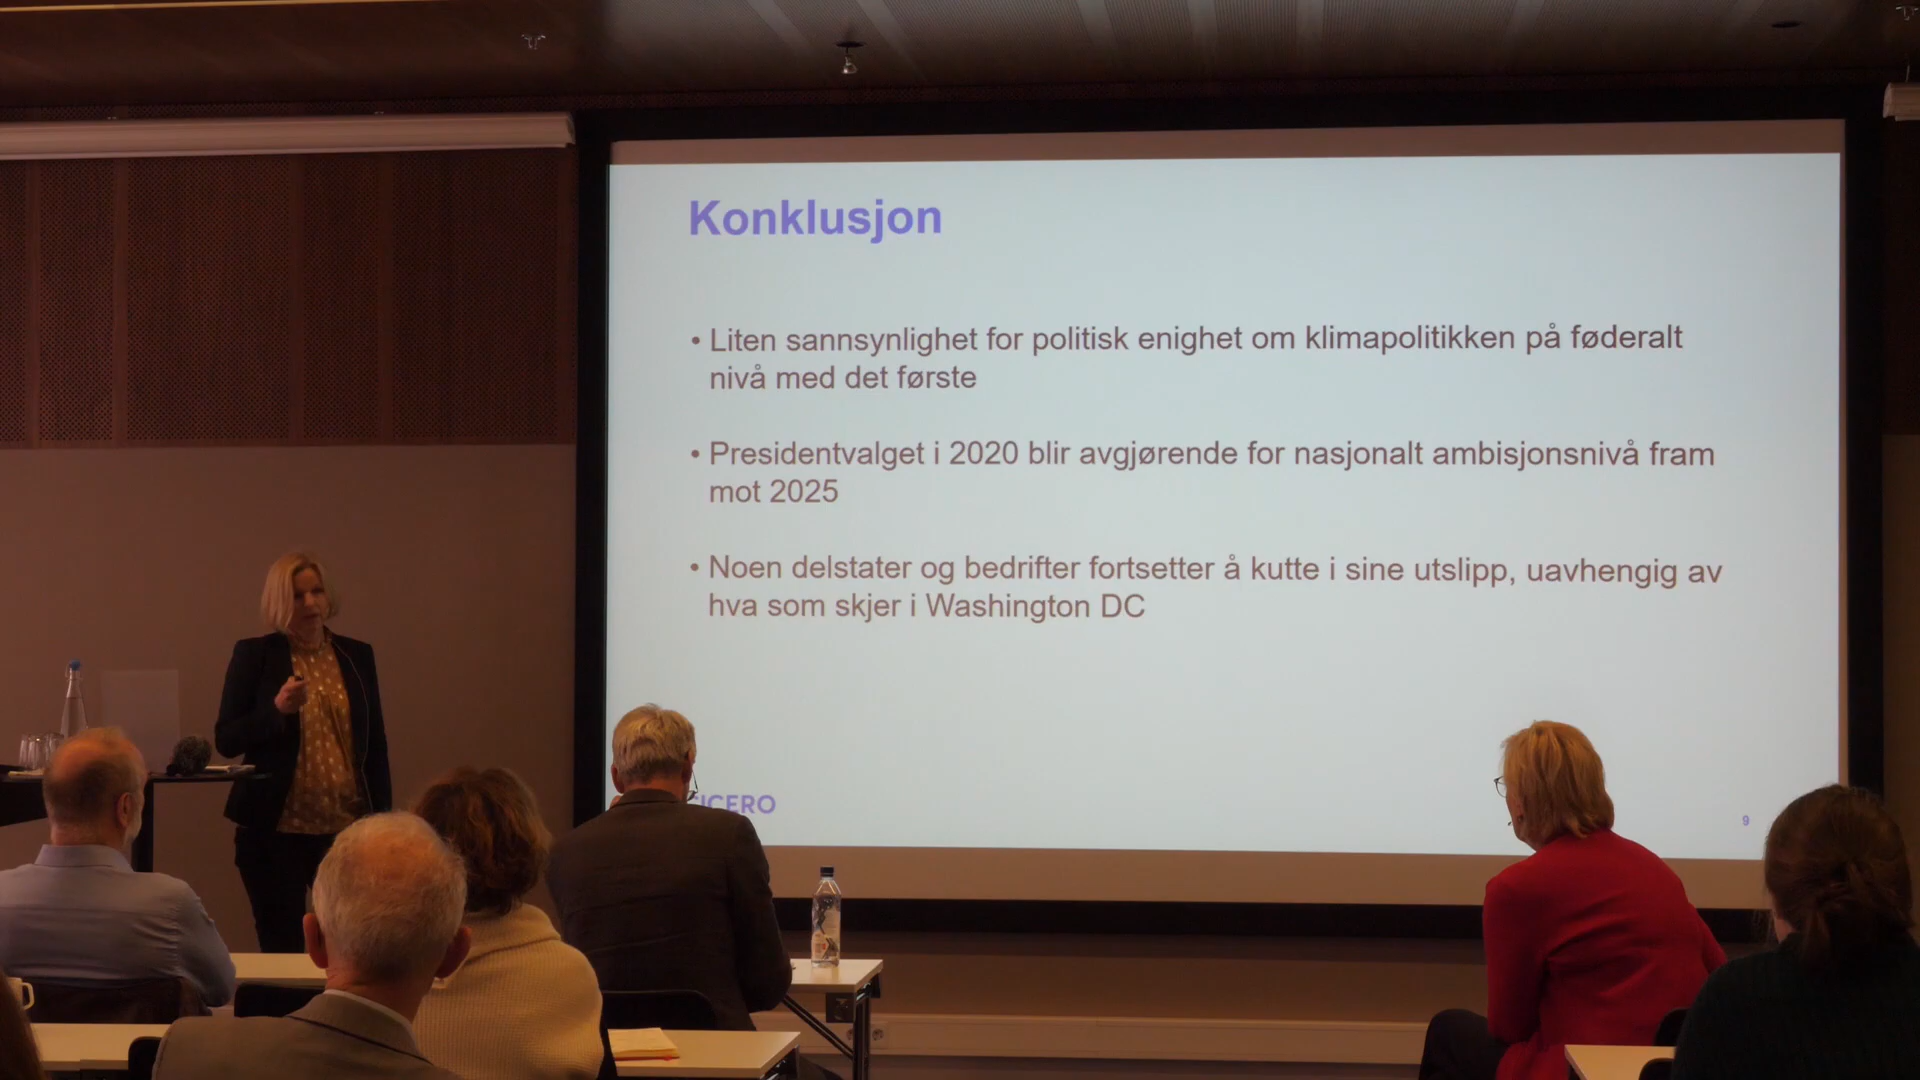 Konklusjon
• Liten sannsynlighet for politisk enighet om klimapolitikken på føderalt
nivå med det første
• Presidentvalget i 2020 blir avgjørende for nasjonalt ambisjonsnivå fram
mot 2025
• Noen delstater og bedrifter fortsetter å kutte i sine utslipp, uavhengig av
hva som skjer i Washington DC
CICERO
9